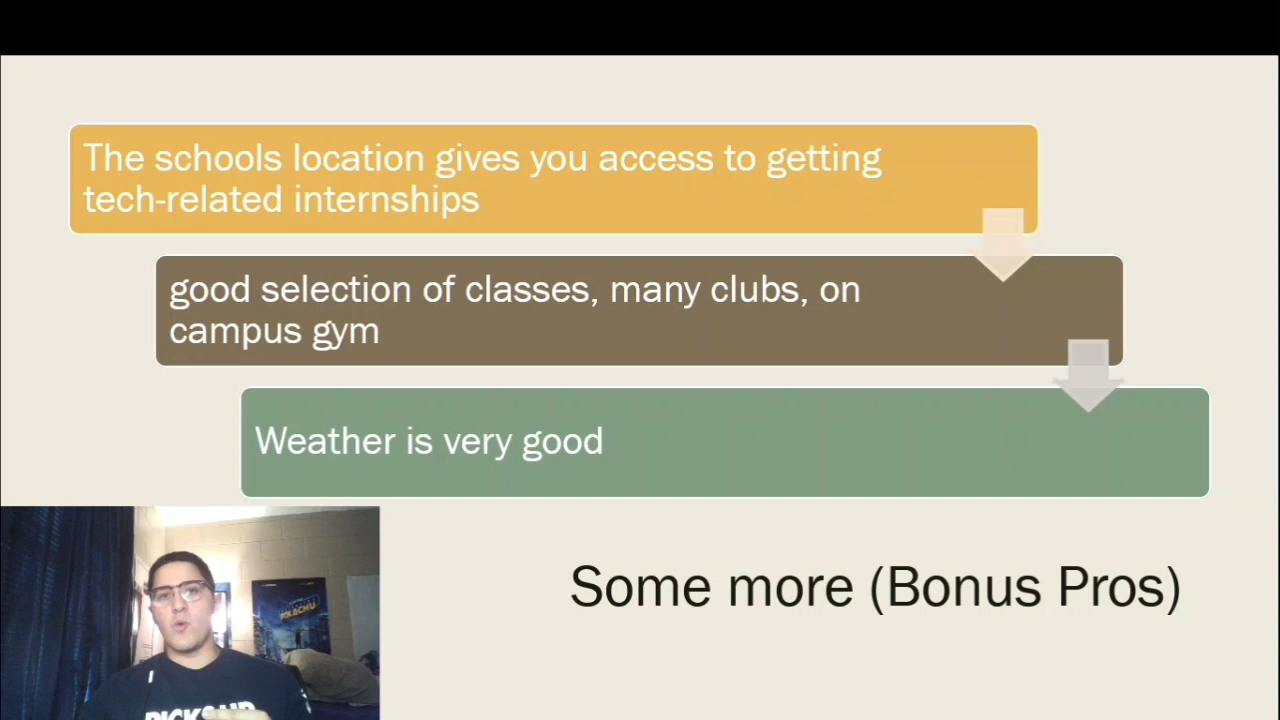 The schools location gives you access to getting
tech-related internships
good selection of classes, many clubs, on
campus gym
Weather is very good
Some more (Bonus Pros)
PIKACHU